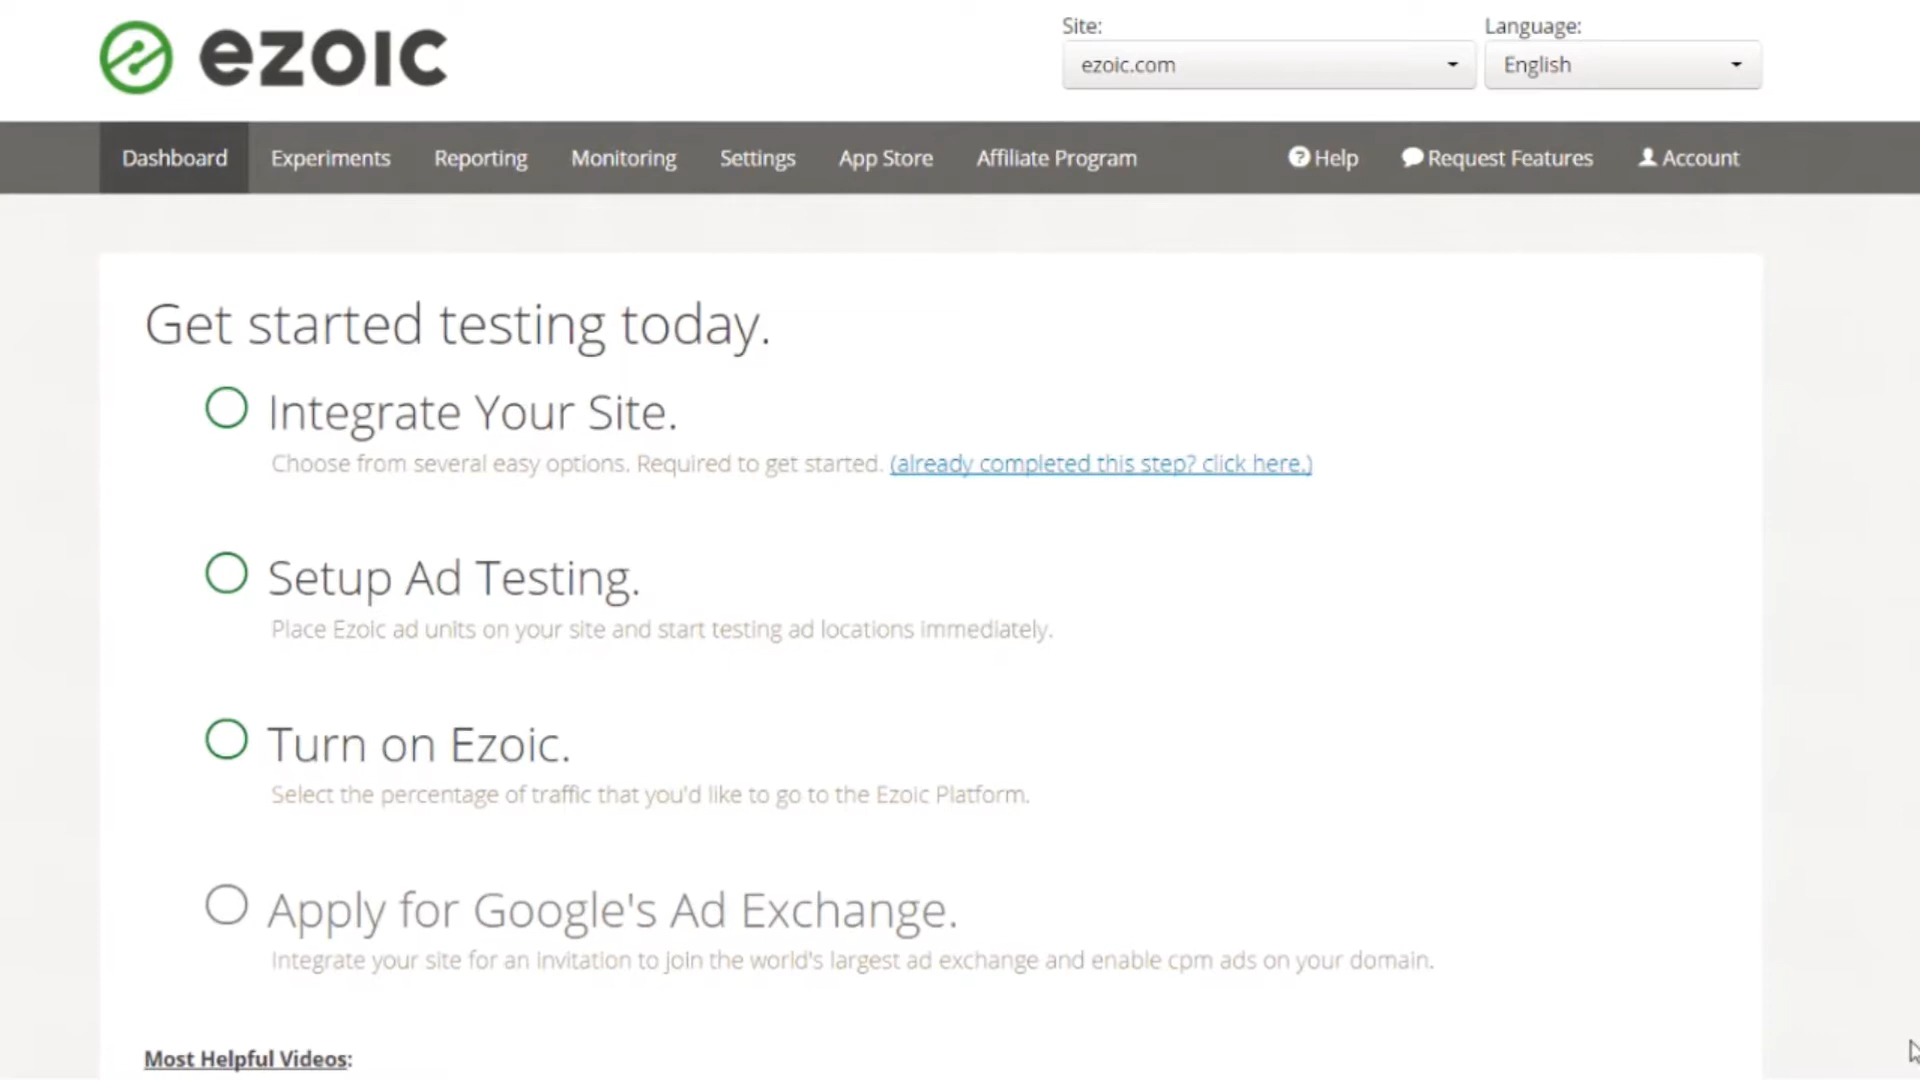 ezoic
Site:
Language:
ezoic.com
English
Dashboard Experiments Reporting Monitoring Settings App Store Affiliate Program Help Request Features Account
Get started testing today.
Integrate Your Site.
Choose from several easy options. Required to get started. (already completed this step? click here.)
Setup Ad Testing.
Place Ezoic ad units on your site and start testing ad locations immediately.
Turn on Ezoic.
Select the percentage of traffic that you'd like to go to the Ezoic Platform.
Apply for Google's Ad Exchange.
Integrate your site for an invitation to join the world's largest ad exchange and enable cpm ads on your domain.
Most Helpful Videos: